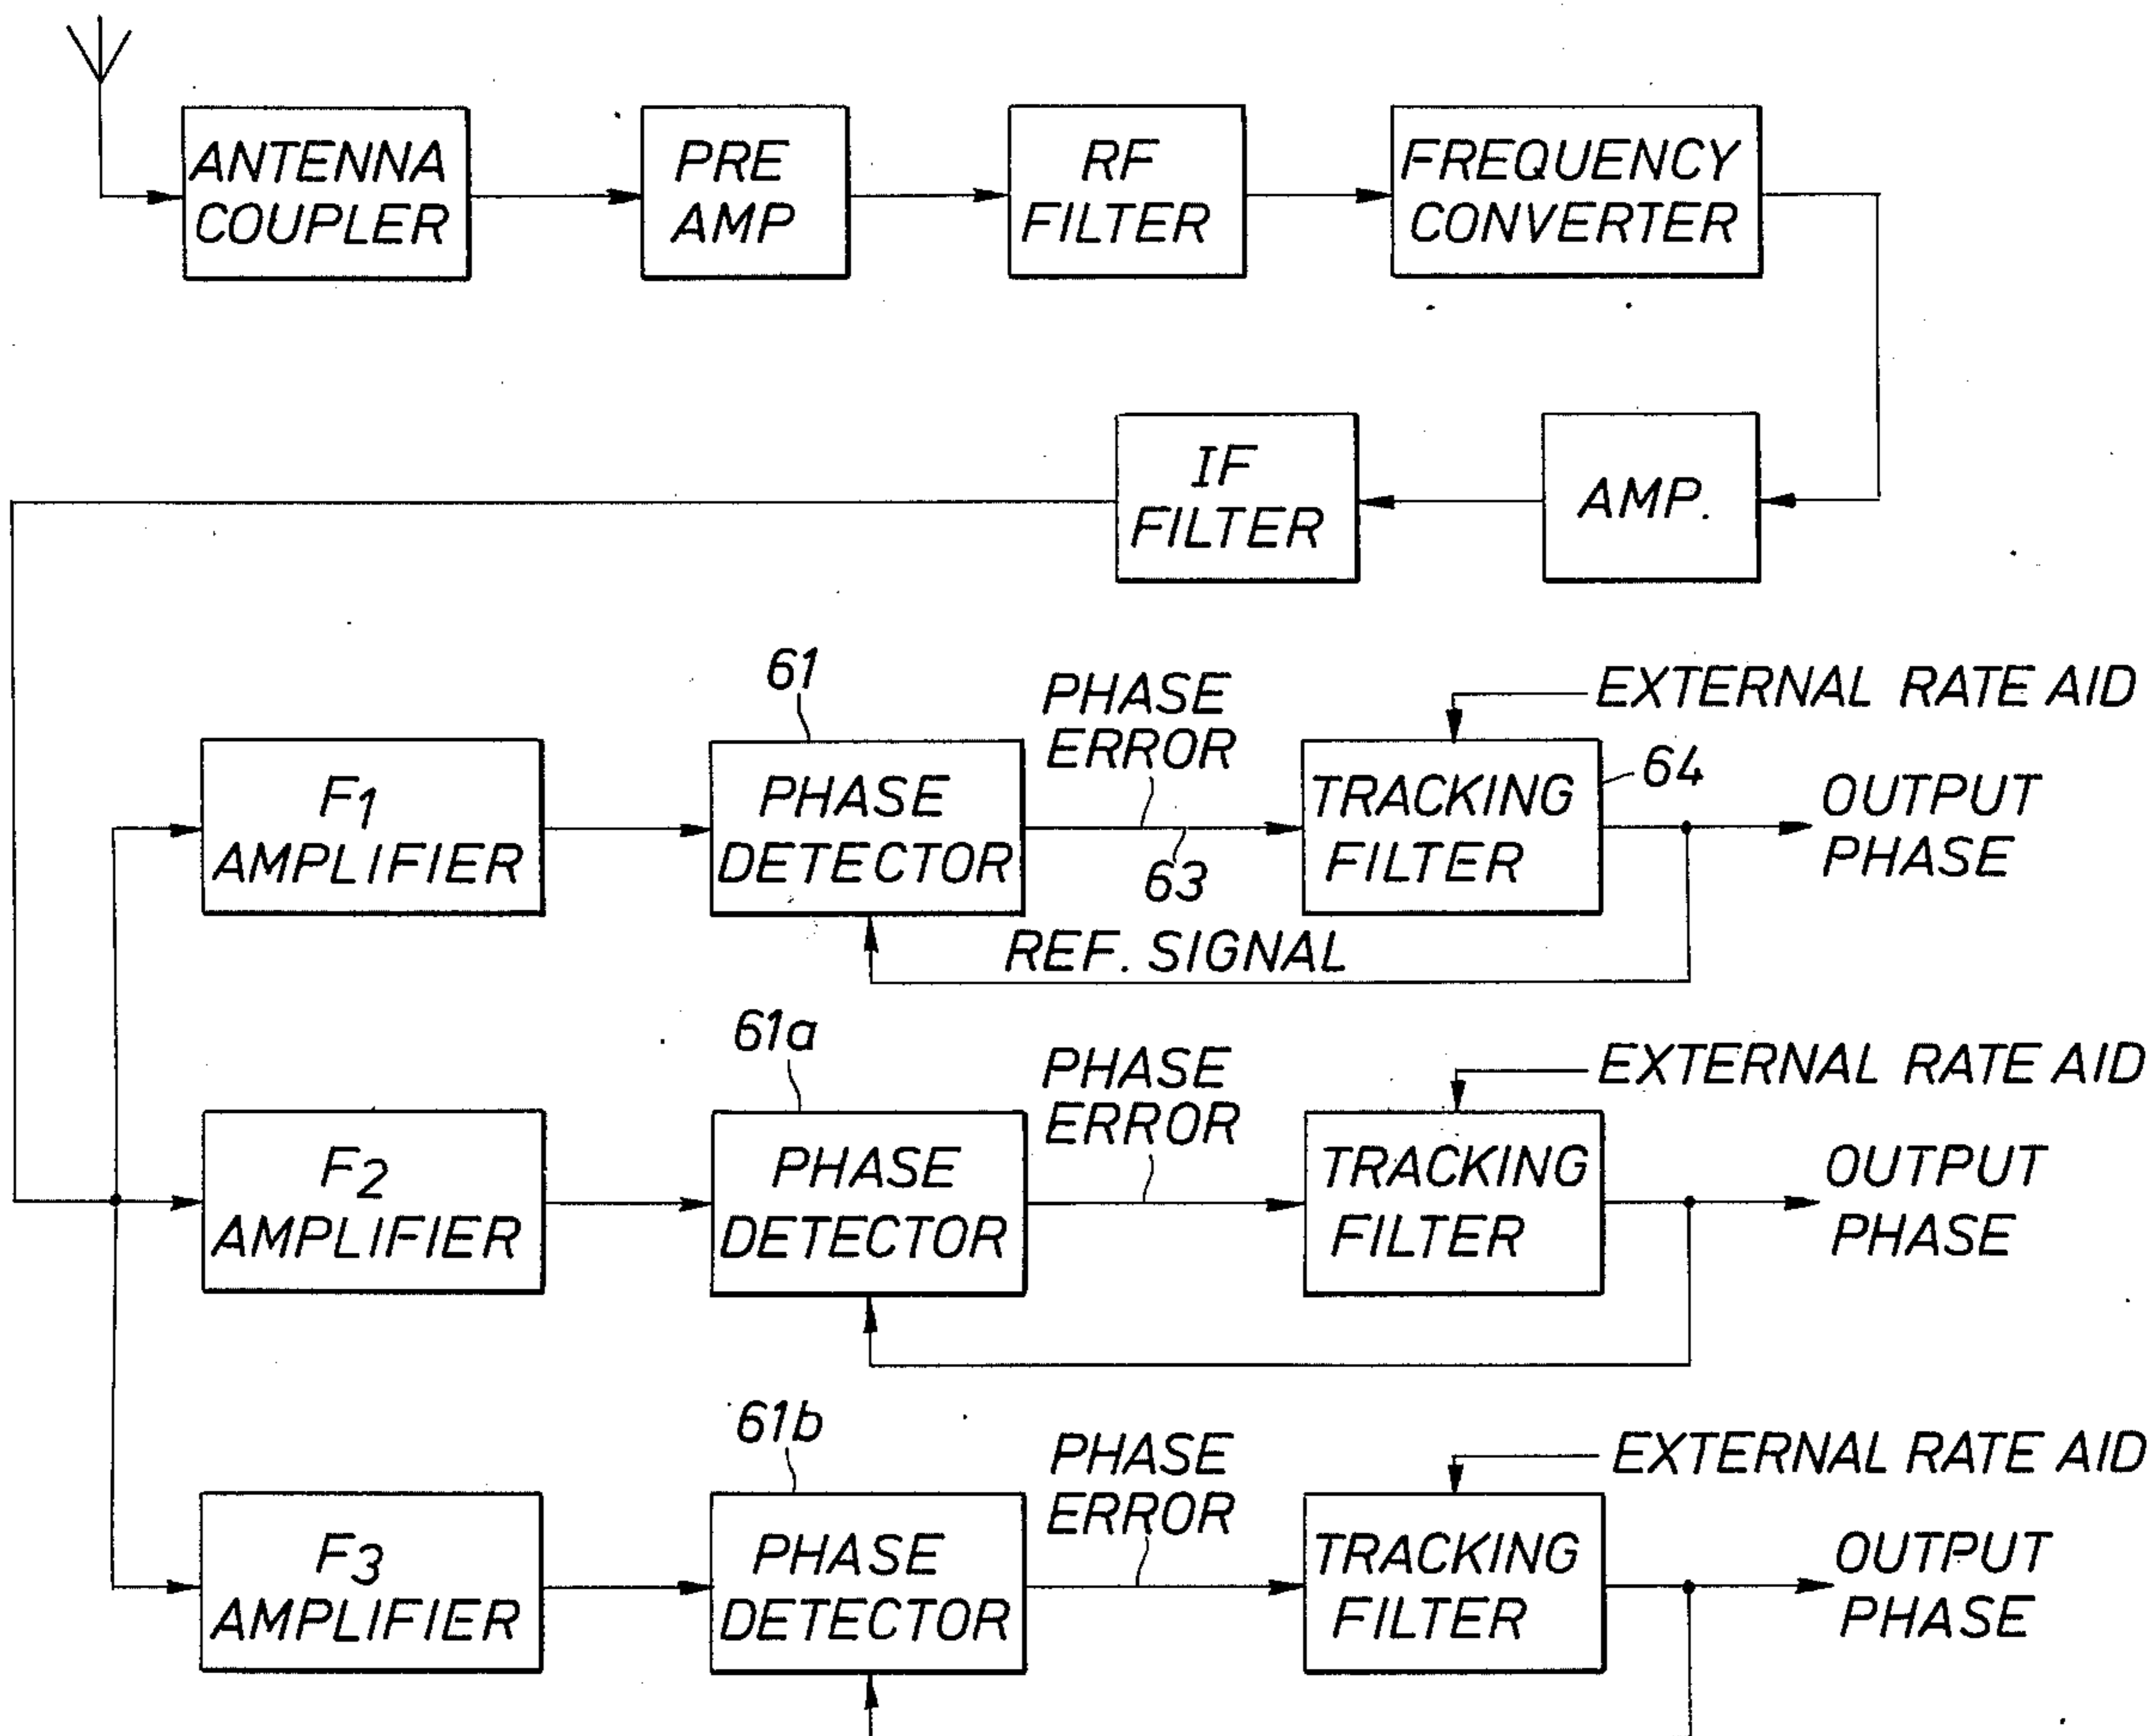 ANTENNA
COUPLER
PRE
AMP
RF
FILTER
FREQUENCY
CONVERTER
IF
FILTER
AMP.
61
PHASE
ERROR
EXTERNAL RATE AID
F1
AMPLIFIER
PHASE
DETECTOR
63
TRACKING
FILTER
64
OUTPUT
PHASE
REF. SIGNAL
61a
PHASE
ERROR
EXTERNAL RATE AID
F2
AMPLIFIER
PHASE
DETECTOR
TRACKING
FILTER
OUTPUT
PHASE
61b
PHASE
ERROR
EXTERNAL RATE AID
F3
AMPLIFIER
PHASE
DETECTOR
TRACKING
FILTER
OUTPUT
PHASE